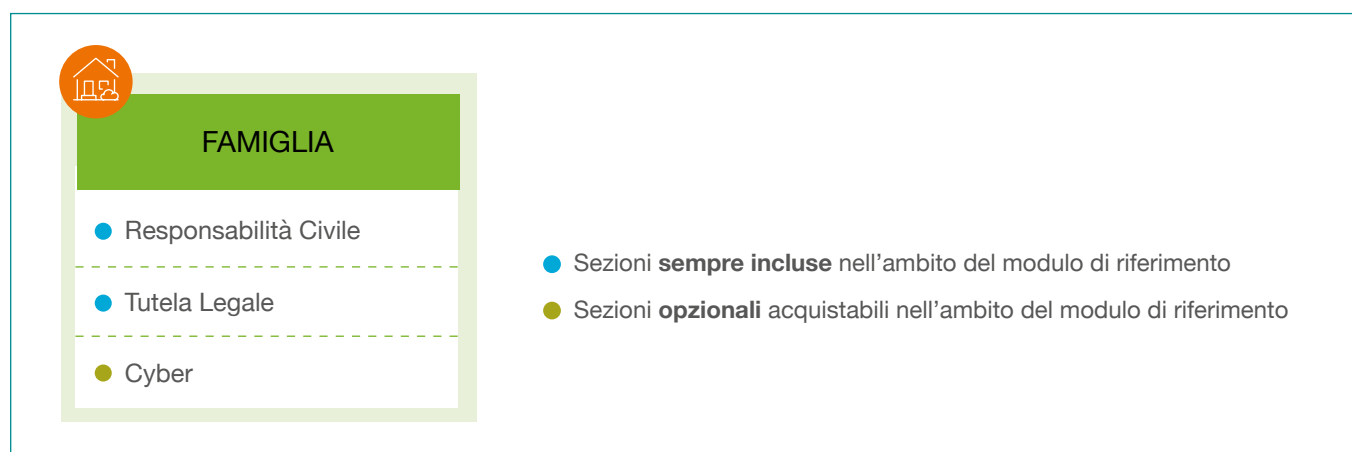 FAMIGLIA
Responsabilità Civile
Tutela Legale
Cyber
Sezioni sempre incluse nell’ambito del modulo di riferimento
Sezioni opzionali acquistabili nell’ambito del modulo di riferimento